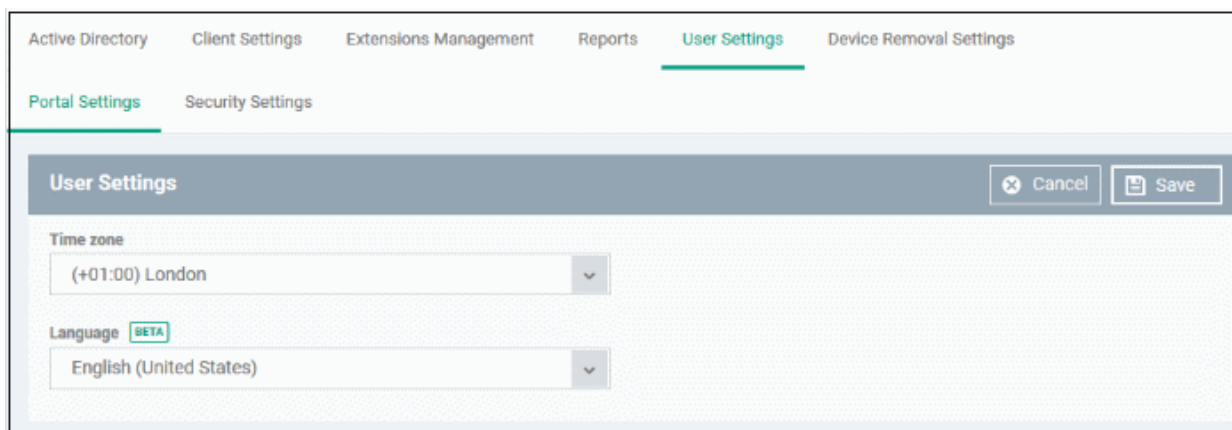 Active Directory Client Settings Extensions Management Reports User Settings Device Removal Settings
Portal Settings Security Settings
User Settings Cancel Save
Time zone
(+01:00) London
Language BETA
English (United States)